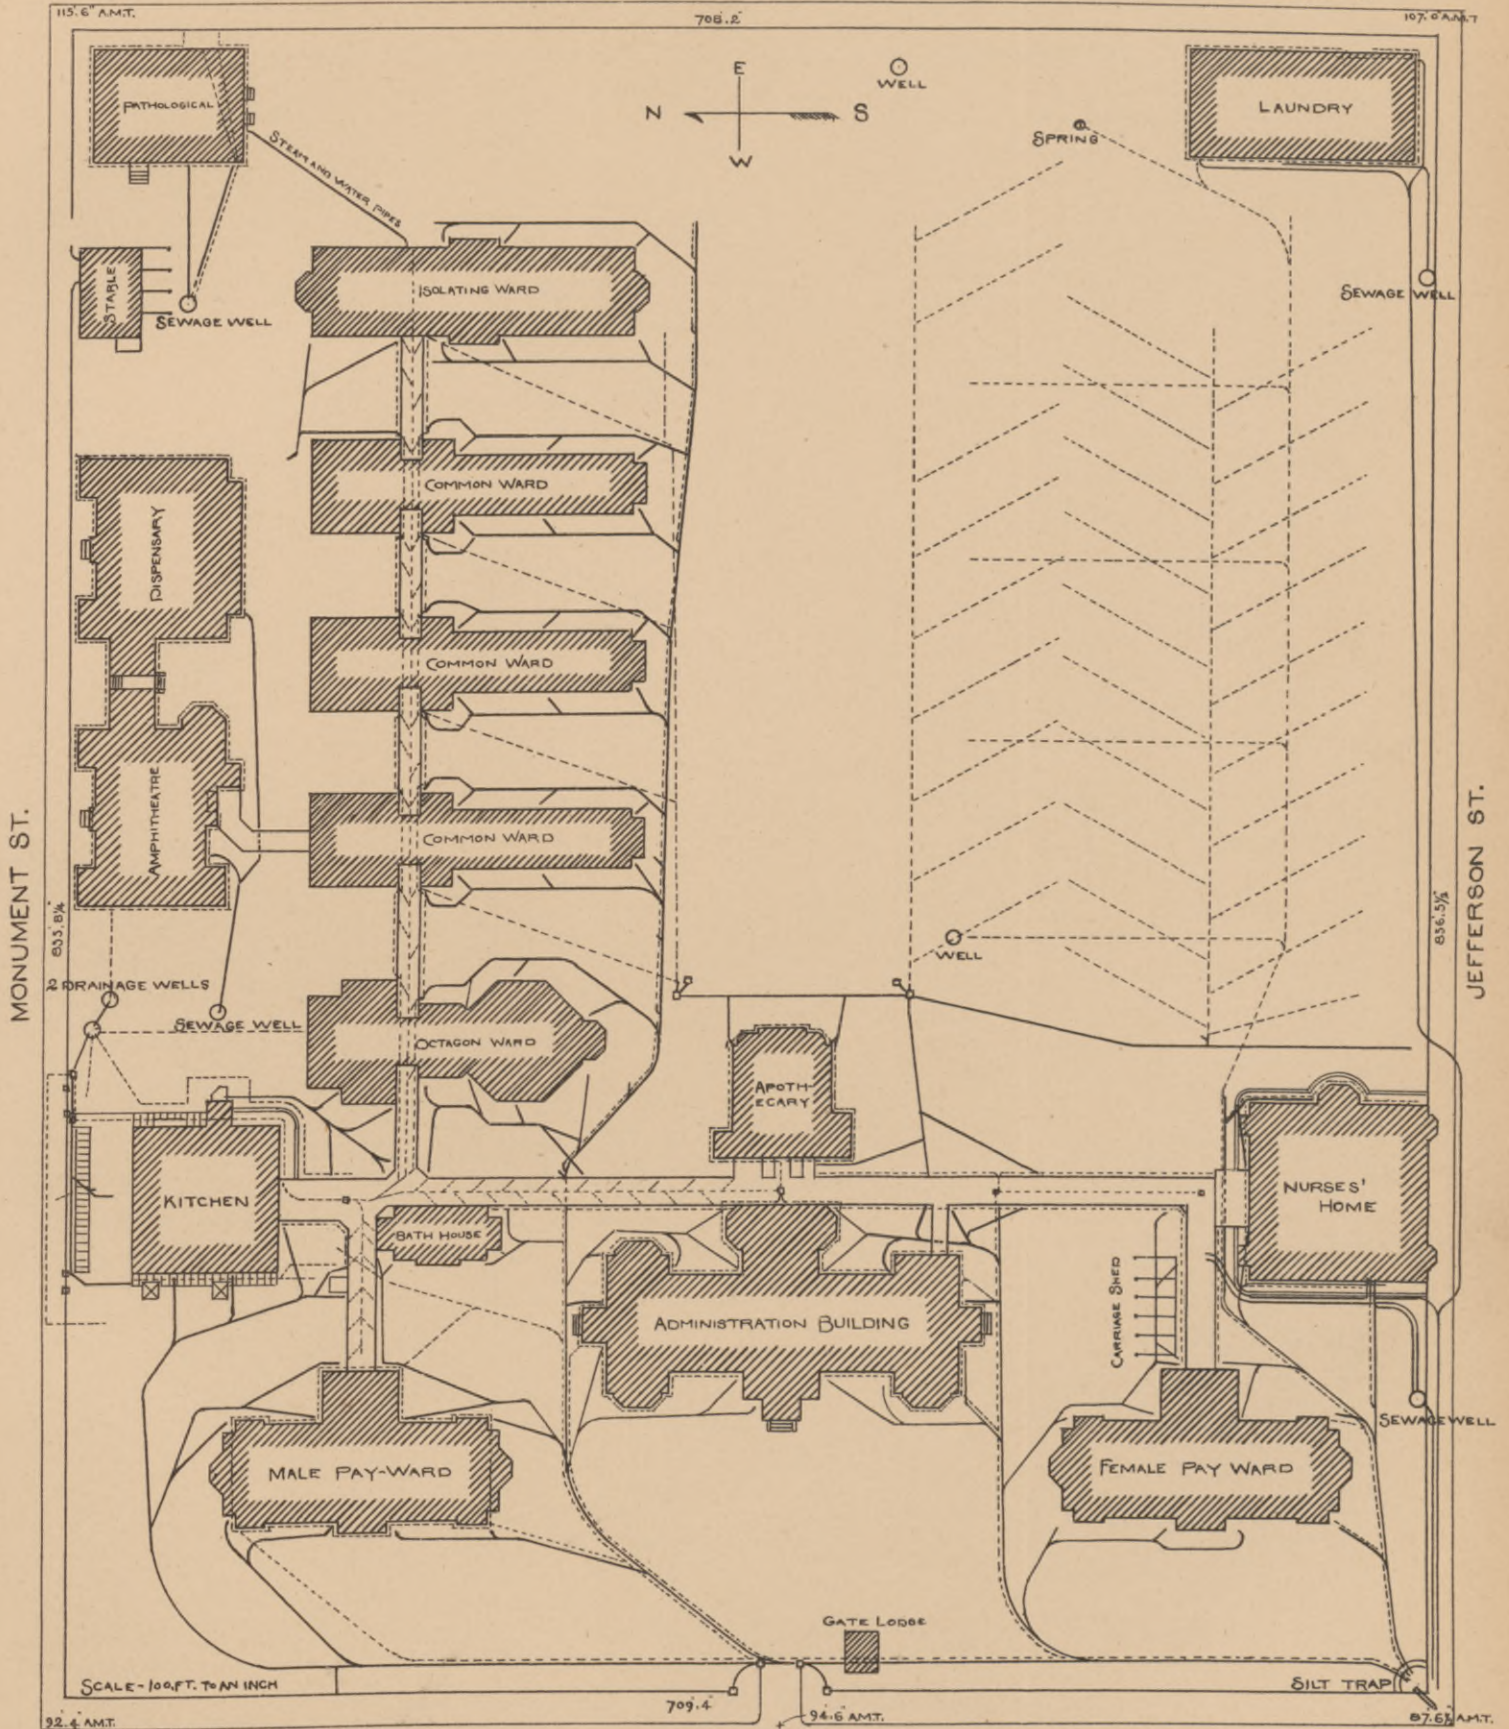 115'.6" A.M.T.
708'.2"
107'.0" A.M.T
PATHOLOGICAL
E
N S
W
WELL
LAUNDRY
SPRING
STEAM AND WATER PIPES
STABLE
SEWAGE WELL
ISOLATING WARD
SEWAGE WELL
COMMON WARD
DISPENSARY
COMMON WARD
AMPHITHEATRE
COMMON WARD
MONUMENT ST.
833'.8¼"
JEFFERSON ST.
836'.5½"
WELL
2 DRAINAGE WELLS
SEWAGE WELL
OCTAGON WARD
APOTH-
ECARY
KITCHEN
NURSES'
HOME
BATH HOUSE
ADMINISTRATION BUILDING
CARRIAGE SHED
SEWAGE WELL
MALE PAY-WARD
FEMALE PAY WARD
GATE LODGE
SCALE-100.FT. TO AN INCH
SILT TRAP
709'.4"
92'.4" A.M.T.
94'.6" A.M.T.
A.M.T.